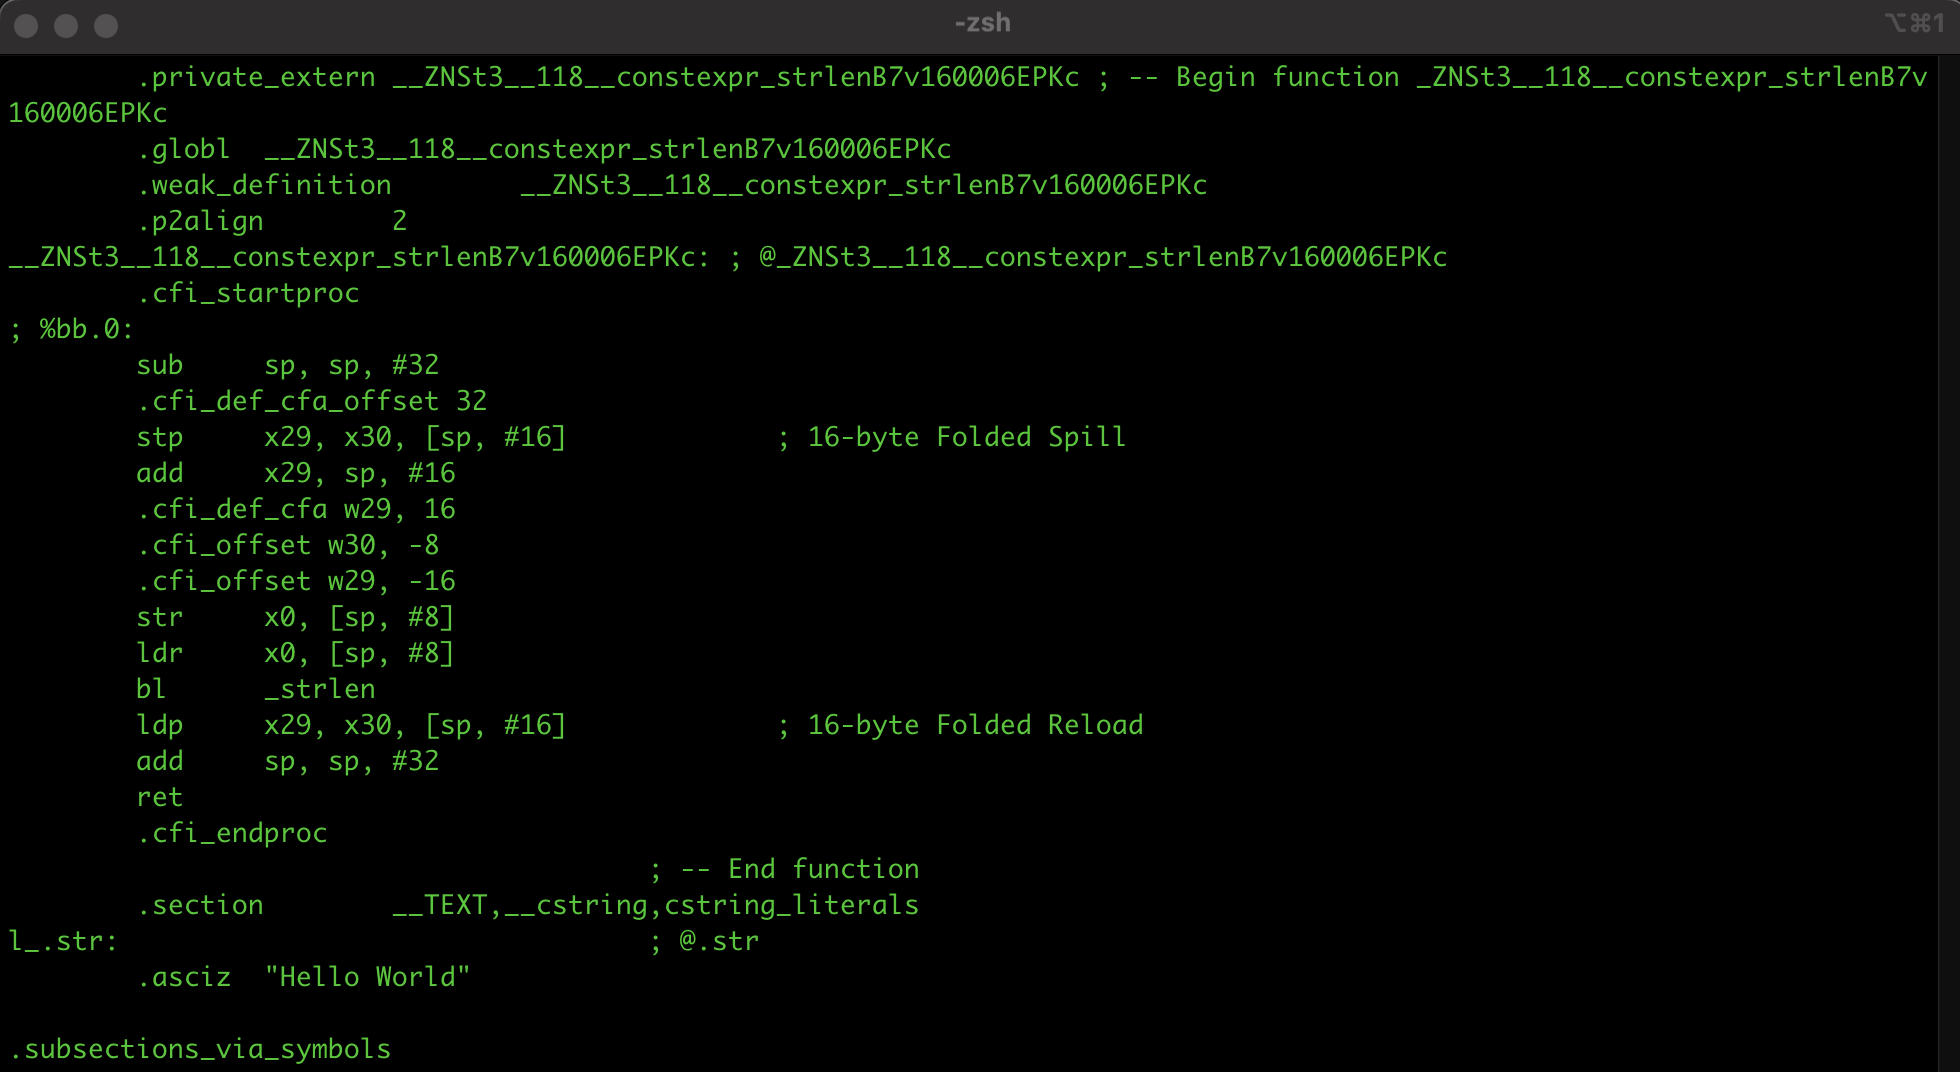 -zsh
⌥⌘1
.private_extern __ZNSt3__118__constexpr_strlenB7v160006EPKc ; -- Begin function _ZNSt3__118__constexpr_strlenB7v
160006EPKc
.globl __ZNSt3__118__constexpr_strlenB7v160006EPKc
.weak_definition __ZNSt3__118__constexpr_strlenB7v160006EPKc
.p2align 2
__ZNSt3__118__constexpr_strlenB7v160006EPKc: ; @_ZNSt3__118__constexpr_strlenB7v160006EPKc
.cfi_startproc
; %bb.0:
sub sp, sp, #32
.cfi_def_cfa_offset 32
stp x29, x30, [sp, #16] ; 16-byte Folded Spill
add x29, sp, #16
.cfi_def_cfa w29, 16
.cfi_offset w30, -8
.cfi_offset w29, -16
str x0, [sp, #8]
ldr x0, [sp, #8]
bl _strlen
ldp x29, x30, [sp, #16] ; 16-byte Folded Reload
add sp, sp, #32
ret
.cfi_endproc
; -- End function
.section __TEXT,__cstring,cstring_literals
l_.str: ; @.str
.asciz "Hello World"
.subsections_via_symbols